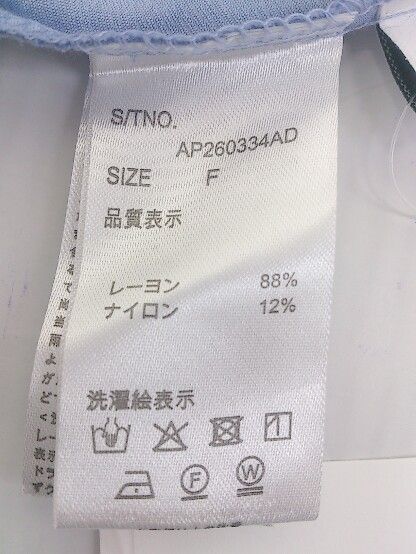 S/TNO.
AP260334AD
SIZE F
品質表示
レーヨン 88%
ナイロン 12%
洗濯絵表示
F
W